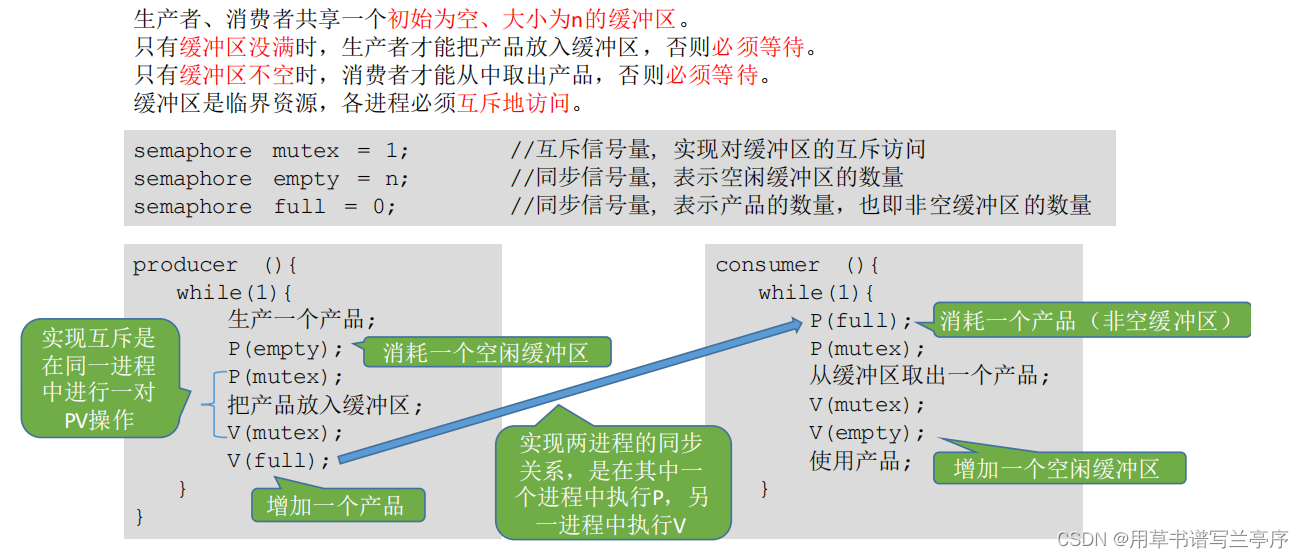 生产者、消费者共享一个初始为空、大小为n的缓冲区。
只有缓冲区没满时，生产者才能把产品放入缓冲区，否则必须等待。
只有缓冲区不空时，消费者才能从中取出产品，否则必须等待。
缓冲区是临界资源，各进程必须互斥地访问。
semaphore mutex = 1; //互斥信号量, 实现对缓冲区的互斥访问
semaphore empty = n; //同步信号量, 表示空闲缓冲区的数量
semaphore full = 0; //同步信号量, 表示产品的数量，也即非空缓冲区的数量
producer (){
while(1){
生产一个产品;
P(empty);
消耗一个空闲缓冲区
P(mutex);
把产品放入缓冲区;
V(mutex);
V(full);
增加一个产品
}
}
实现互斥是
在同一进程
中进行一对
PV操作
实现两进程的同步
关系，是在其中一
个进程中执行P，另
一进程中执行V
consumer (){
while(1){
P(full);
消耗一个产品（非空缓冲区）
P(mutex);
从缓冲区取出一个产品;
V(mutex);
V(empty);
增加一个空闲缓冲区
使用产品;
}
CSDN @用草书谱写兰亭序